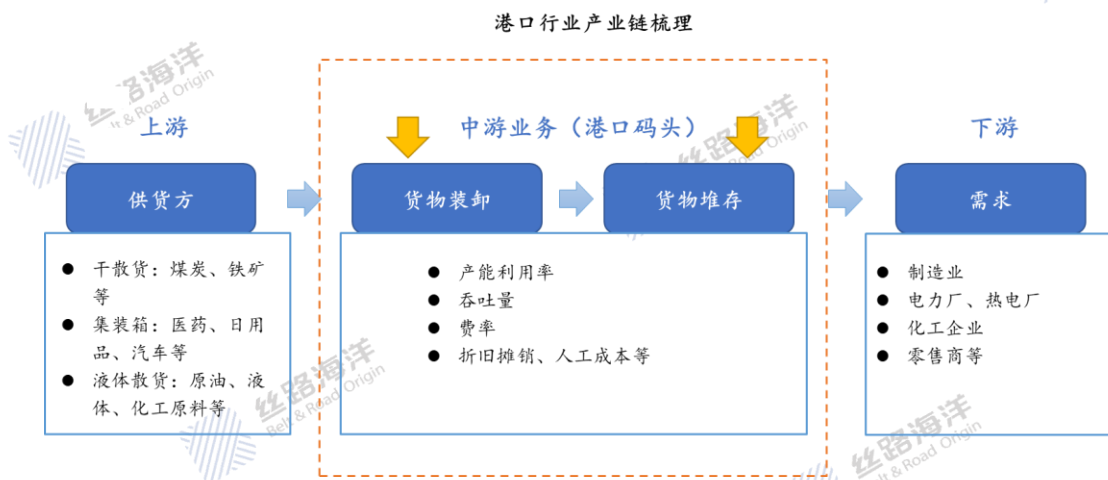 港口行业产业链梳理
上游
中游业务（港口码头）
下游
供货方
货物装卸
货物堆存
需求
● 干散货：煤炭、铁矿
等
● 集装箱：医药、日用
品、汽车等
● 液体散货：原油、液
体、化工原料等
● 产能利用率
● 吞吐量
● 费率
● 折旧摊销、人工成本等
● 制造业
● 电力厂、热电厂
● 化工企业
● 零售商等
丝路海洋
Belt & Road Origin
丝路海洋
Belt & Road Origin
丝路海洋
Belt & Road Origin
丝路海洋
Belt & Road Origin